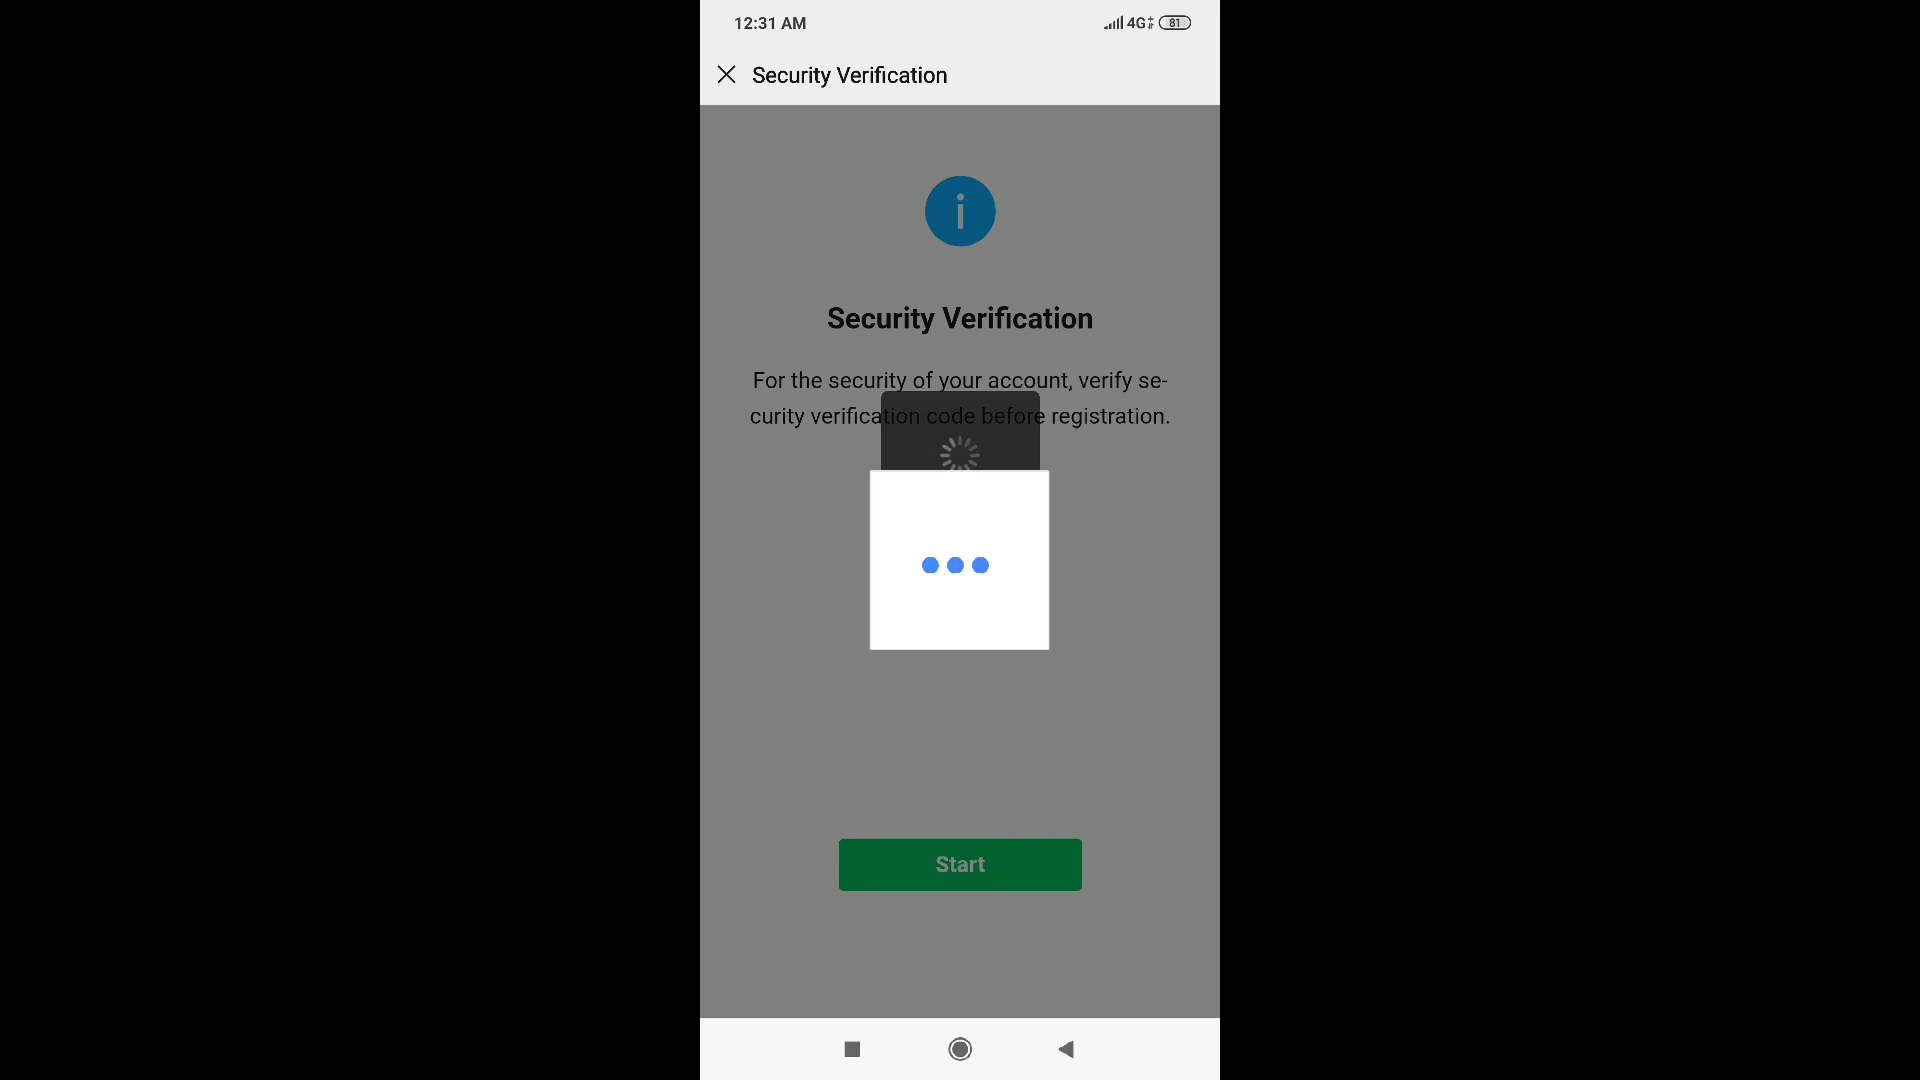 12:31 AM
4G
81
Security Verification
Security Verification
For the security of your account, verify se-
curity verification code before registration.
Start